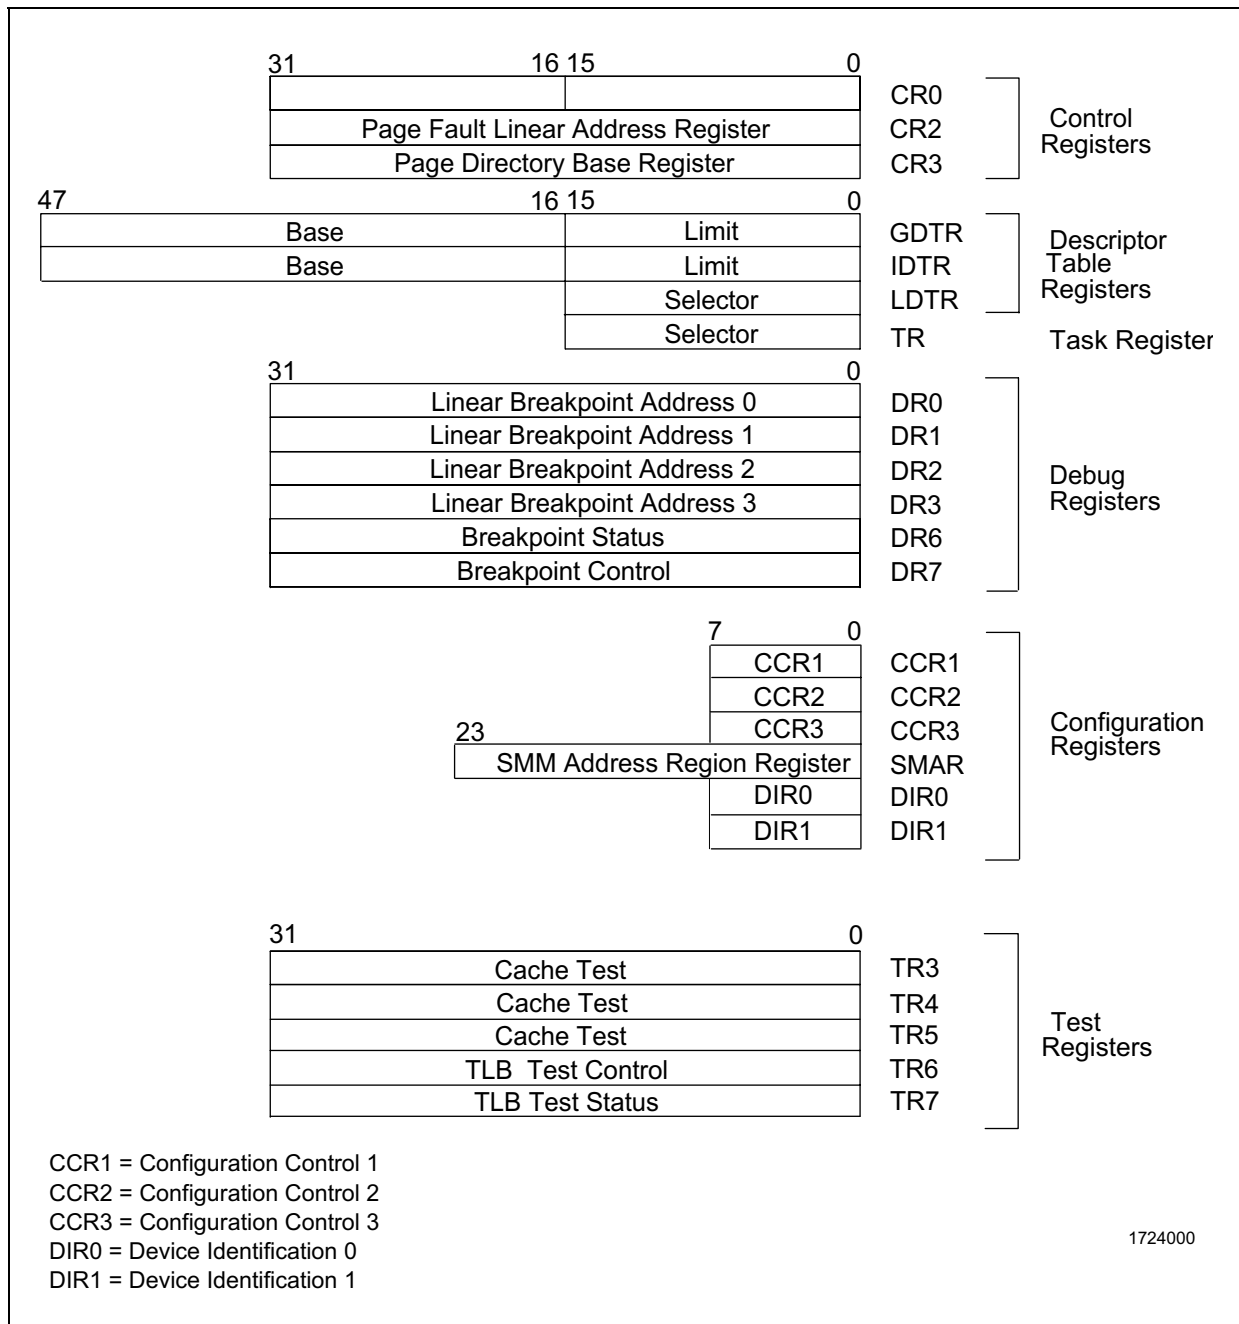 31 16 15 0
CR0
Page Fault Linear Address Register CR2
Page Directory Base Register CR3
Control
Registers
47 16 15 0
Base Limit GDTR
Base Limit IDTR
Selector LDTR
Descriptor
Table
Registers
Selector TR Task Register
31 0
Linear Breakpoint Address 0 DR0
Linear Breakpoint Address 1 DR1
Linear Breakpoint Address 2 DR2
Linear Breakpoint Address 3 DR3
Breakpoint Status DR6
Breakpoint Control DR7
Debug
Registers
7 0
CCR1 CCR1
CCR2 CCR2
CCR3 CCR3
23
SMM Address Region Register SMAR
DIR0 DIR0
DIR1 DIR1
Configuration
Registers
31 0
Cache Test TR3
Cache Test TR4
Cache Test TR5
TLB Test Control TR6
TLB Test Status TR7
Test
Registers
CCR1 = Configuration Control 1
CCR2 = Configuration Control 2
CCR3 = Configuration Control 3
DIR0 = Device Identification 0
DIR1 = Device Identification 1
1724000